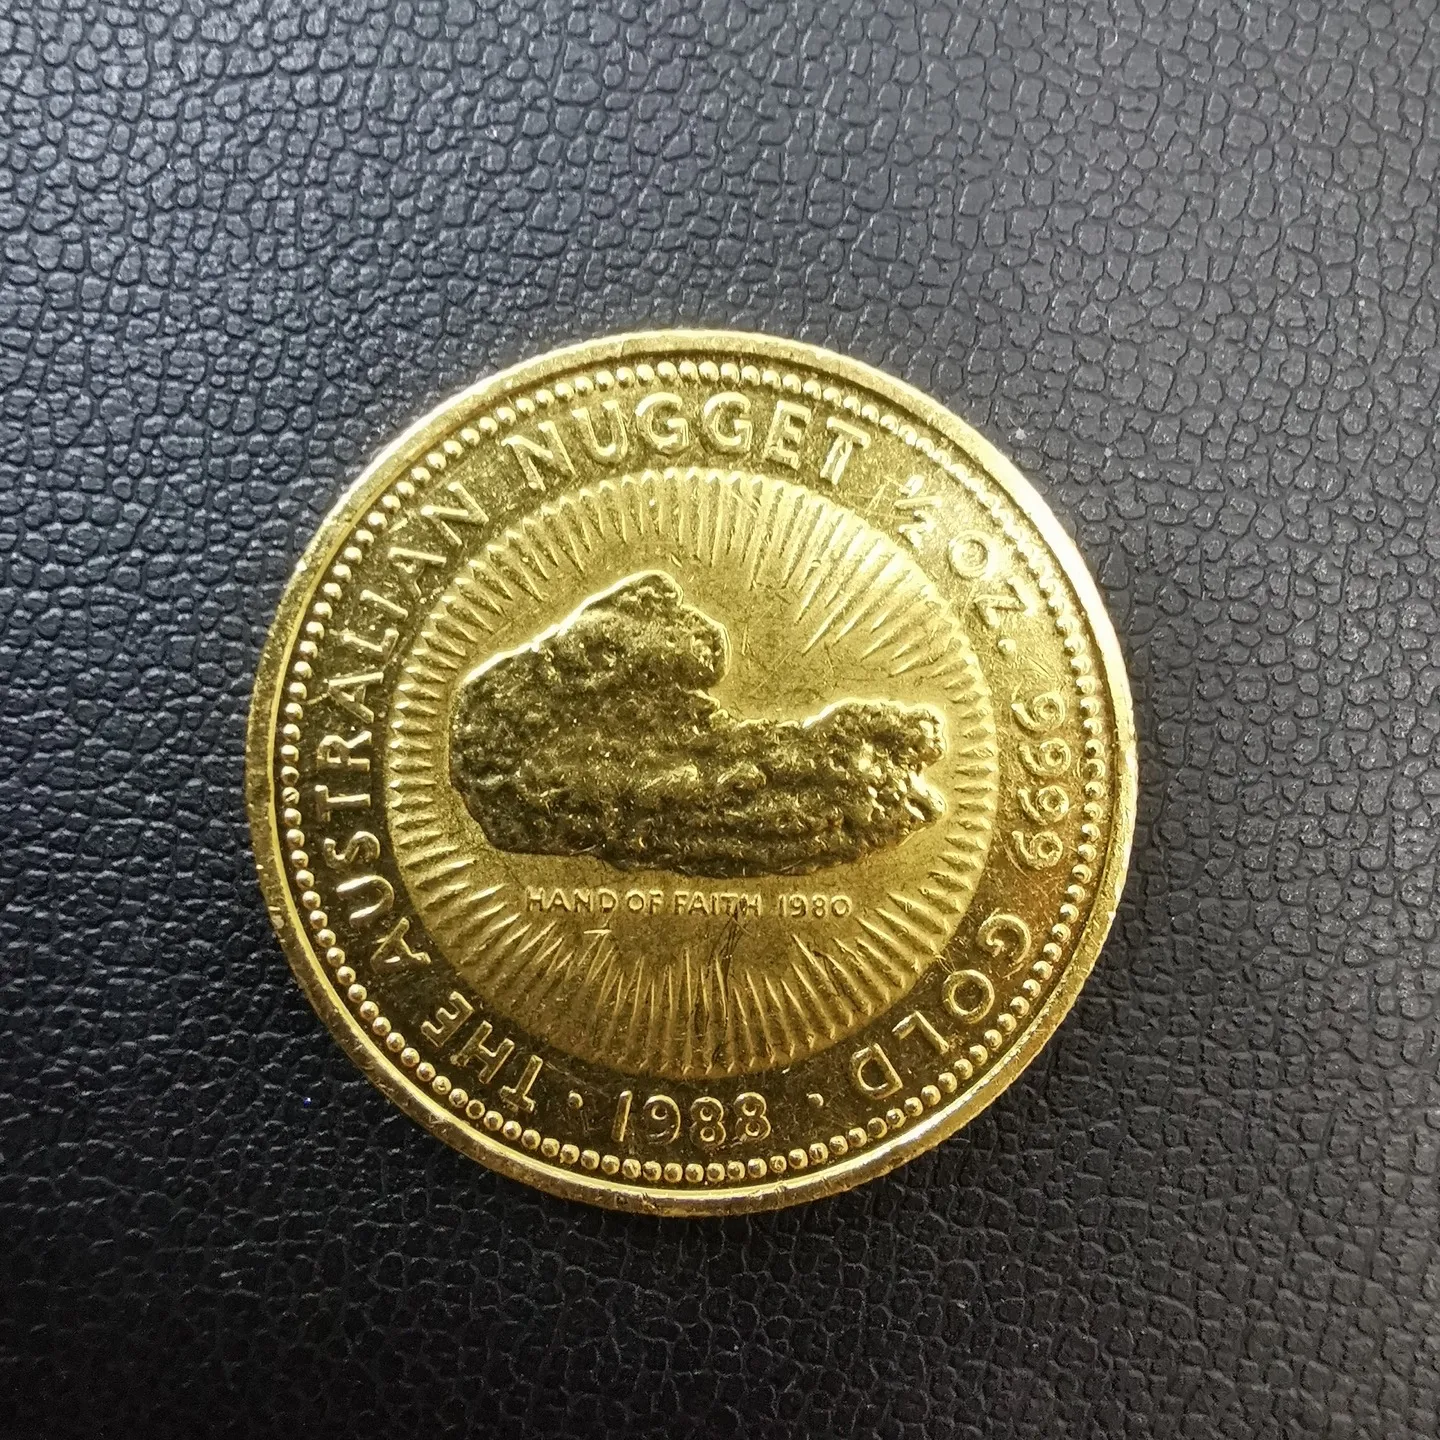 THE AUSTRALIAN NUGGET ½ OZ. 9999 GOLD
HAND OF FAITH 1980
· 1988 ·